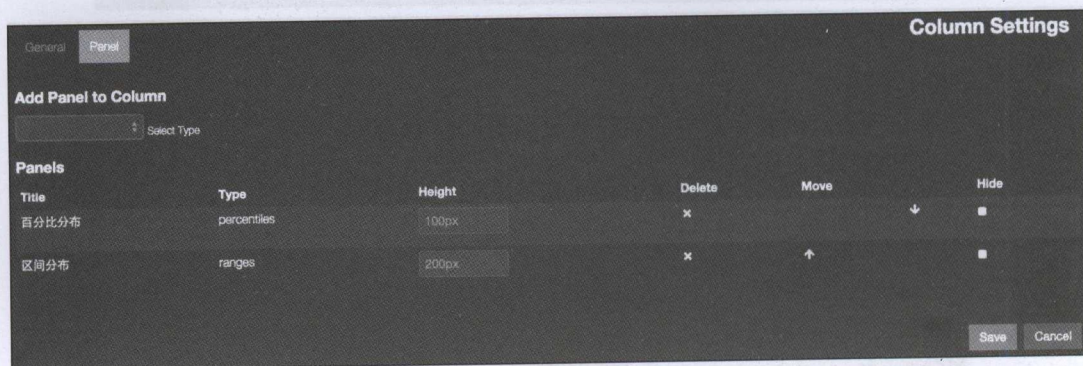 Column Settings
General Panel
Add Panel to Column
Select Type
Panels
Title Type Height Delete Move Hide
百分比分布 percentiles 100px
区间分布 ranges 200px
Save Cancel